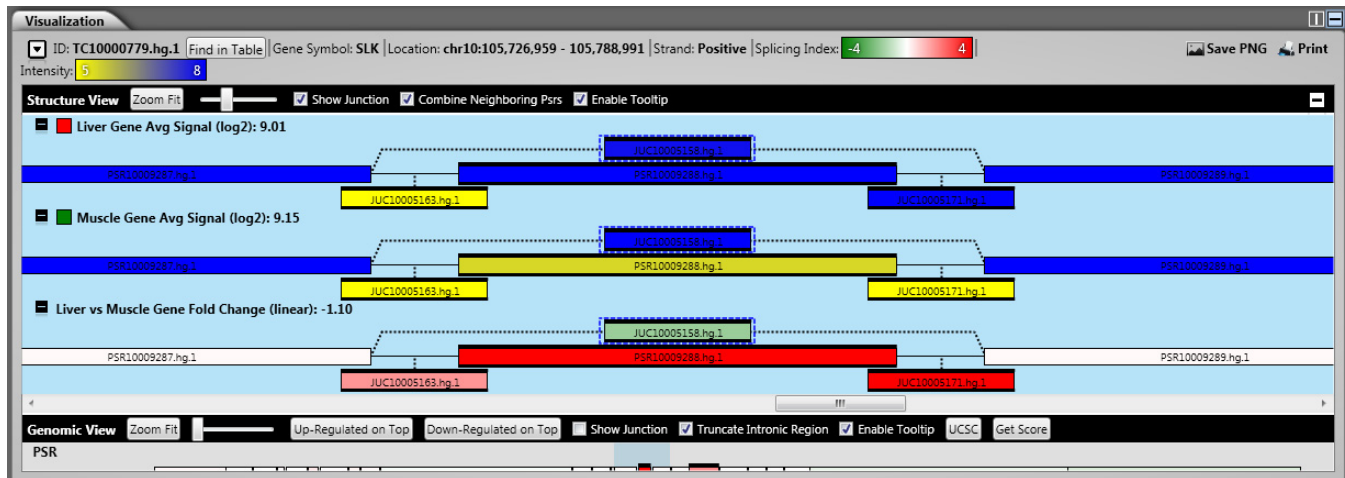 Visualization
ID: TC10000779.hg.1 Find in Table Gene Symbol: SLK Location: chr10:105,726,959 - 105,788,991 Strand: Positive Splicing Index: -4 4 Save PNG Print
Intensity: 5 8
Structure View Zoom Fit Show Junction Combine Neighboring Psrs Enable Tooltip
Liver Gene Avg Signal (log2): 9.01
JUC10005158.hg.1
PSR10009287.hg.1 PSR10009288.hg.1 PSR10009289.hg.1
JUC10005163.hg.1 JUC10005171.hg.1
Muscle Gene Avg Signal (log2): 9.15
JUC10005158.hg.1
PSR10009287.hg.1 PSR10009288.hg.1 PSR10009289.hg.1
JUC10005163.hg.1 JUC10005171.hg.1
Liver vs Muscle Gene Fold Change (linear): -1.10
JUC10005158.hg.1
PSR10009287.hg.1 PSR10009288.hg.1 PSR10009289.hg.1
JUC10005163.hg.1 JUC10005171.hg.1
Genomic View Zoom Fit Up-Regulated on Top Down-Regulated on Top Show Junction Truncate Intronic Region Enable Tooltip UCSC Get Score
PSR